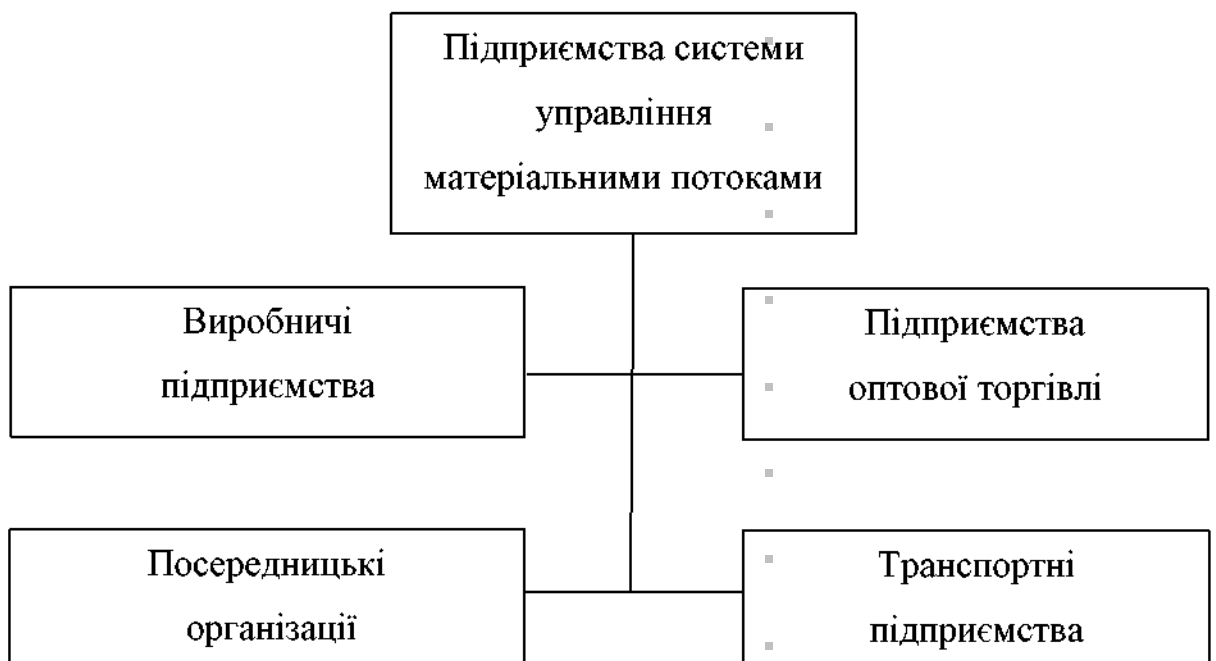 Підприємства системи
управління
матеріальними потоками
Виробничі
підприємства
Підприємства
оптової торгівлі
Посередницькі
організації
Транспортні
підприємства